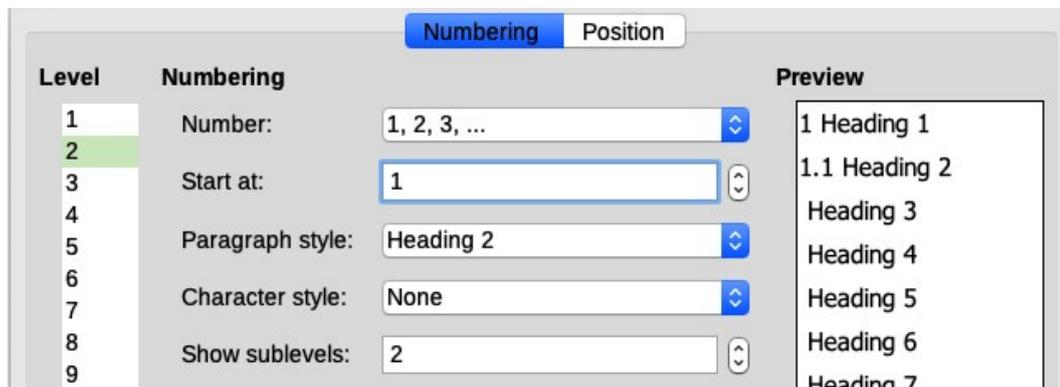 Numbering Position
Level Numbering Preview
1
2
3
4
5
6
7
8
9
Number: 1, 2, 3, ...
Start at: 1
Paragraph style: Heading 2
Character style: None
Show sublevels: 2
1 Heading 1
1.1 Heading 2
Heading 3
Heading 4
Heading 5
Heading 6
Heading 7